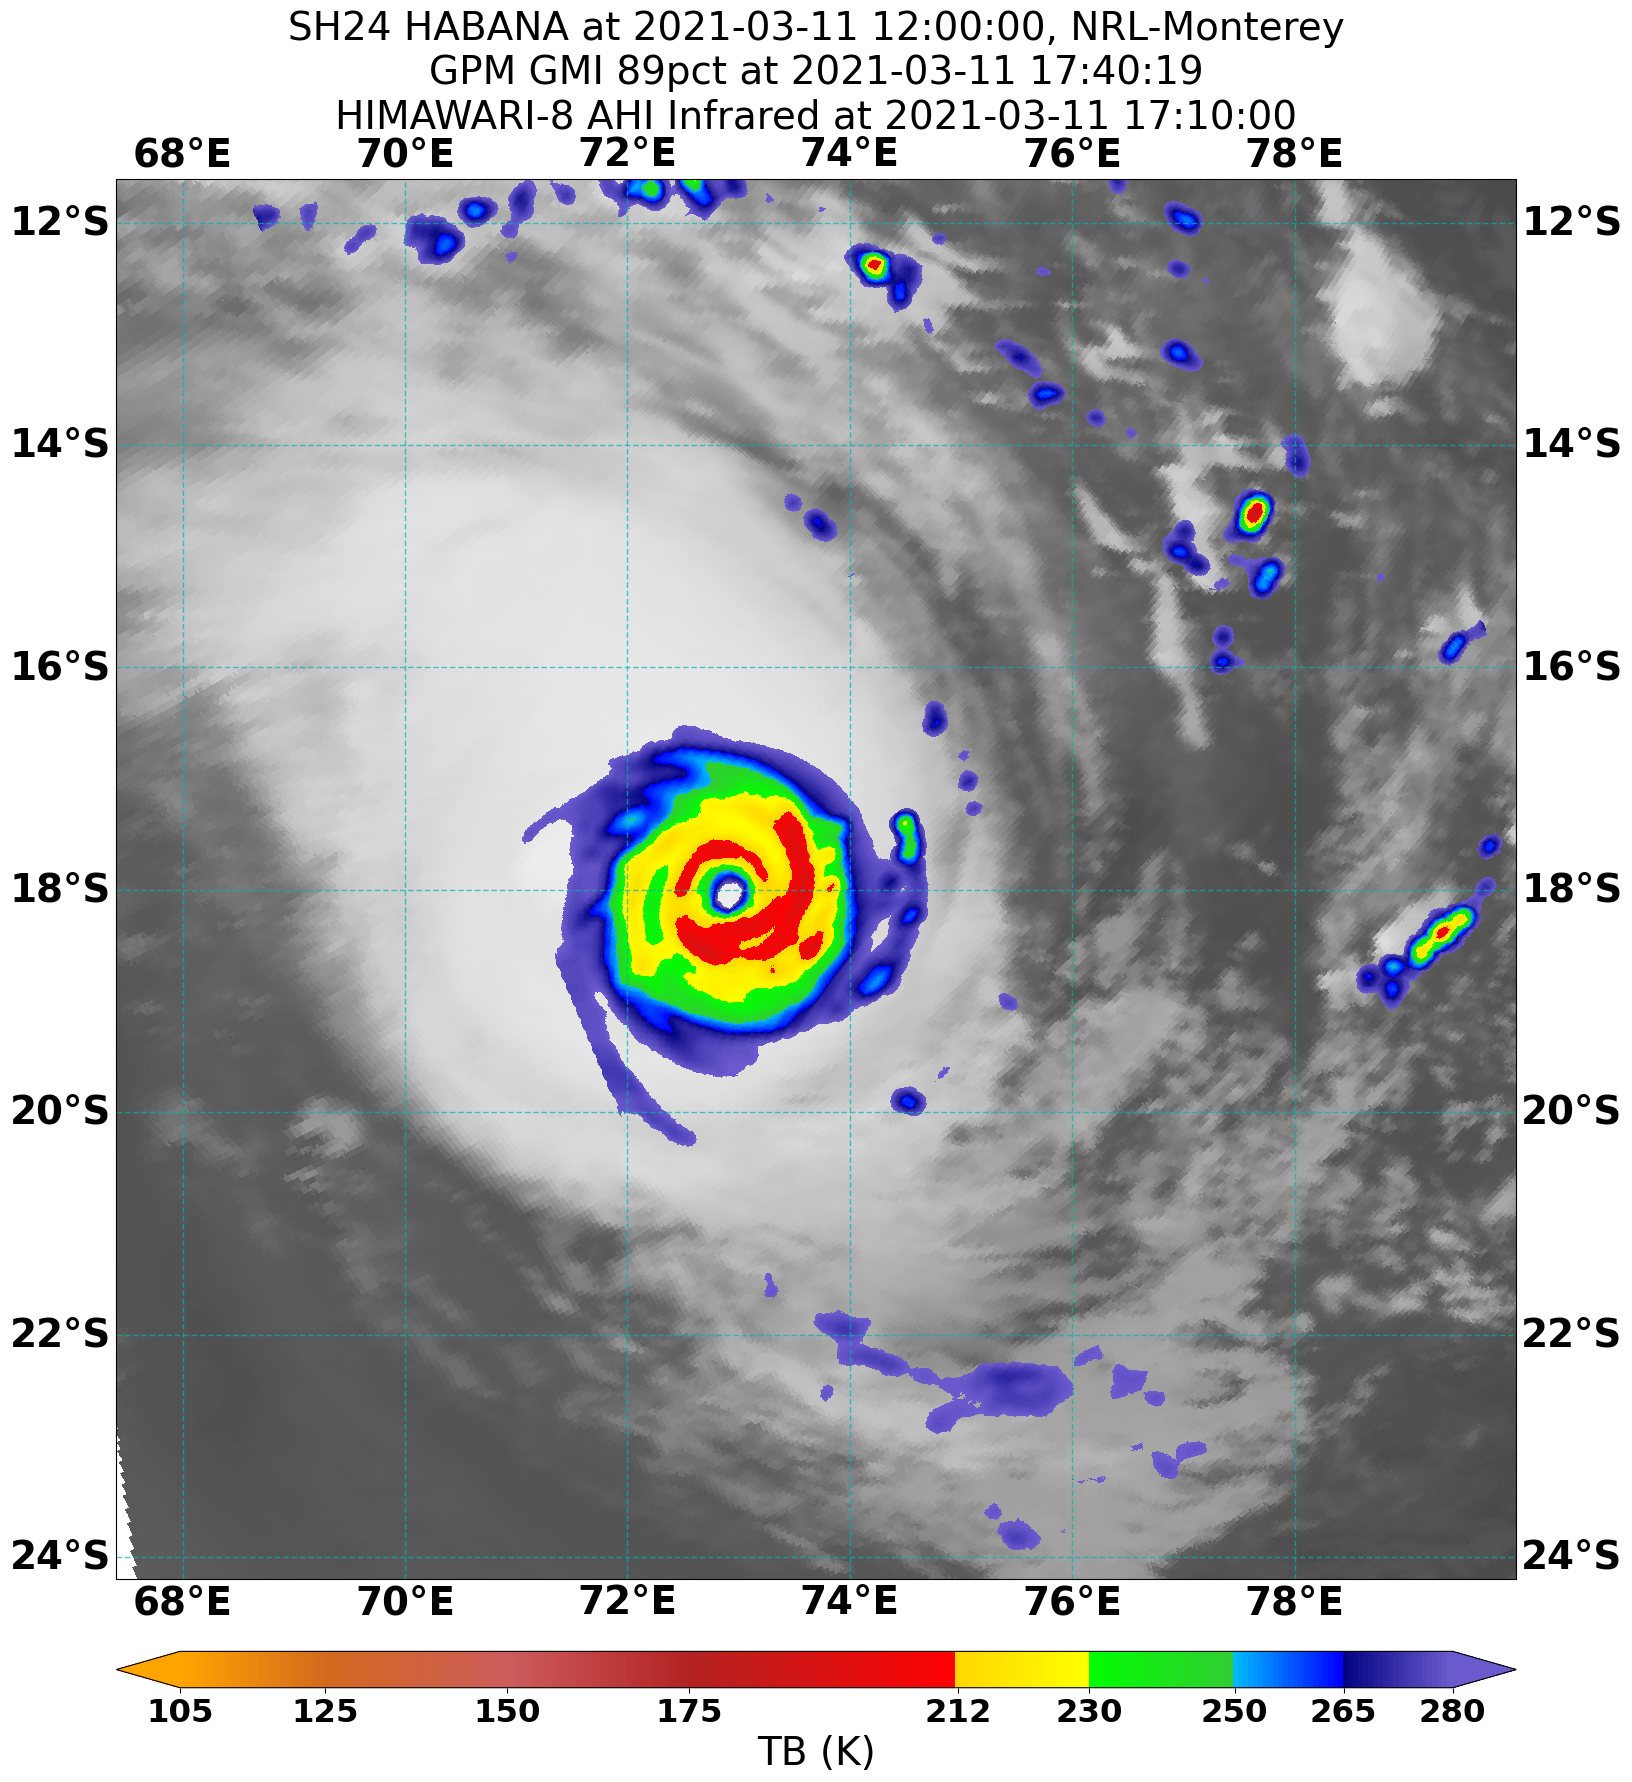 SH24 HABANA at 2021-03-11 12:00:00, NRL-Monterey
GPM GMI 89pct at 2021-03-11 17:40:19
HIMAWARI-8 AHI Infrared at 2021-03-11 17:10:00
68°E 70°E 72°E 74°E 76°E 78°E
12°S 12°S
14°S 14°S
16°S 16°S
18°S 18°S
20°S 20°S
22°S 22°S
24°S 24°S
68°E 70°E 72°E 74°E 76°E 78°E
105 125 150 175 212 230 250 265 280
TB (K)